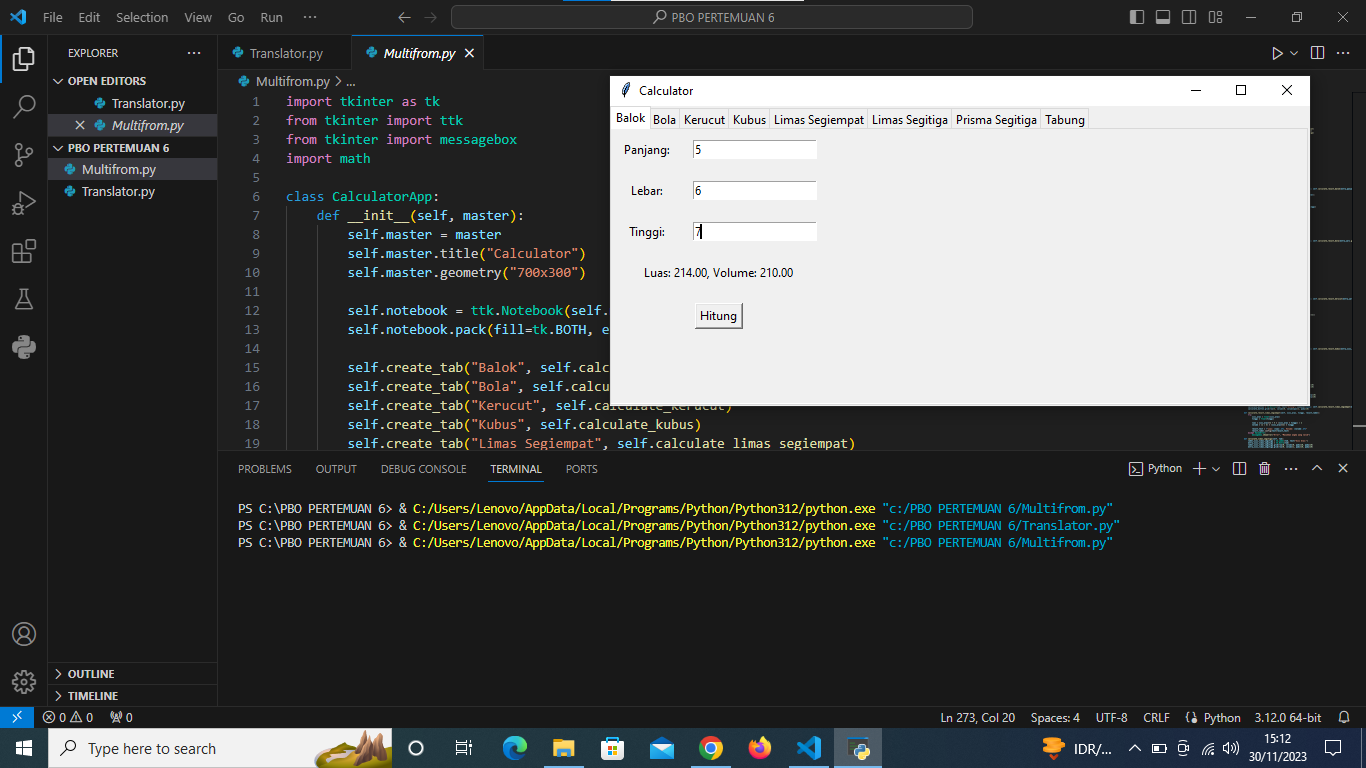 File Edit Selection View Go Run ··· PBO PERTEMUAN 6
EXPLORER ···
OPEN EDITORS
Translator.py
Multifrom.py
PBO PERTEMUAN 6
Multifrom.py
Translator.py
OUTLINE
TIMELINE
Translator.py Multifrom.py
Multifrom.py > ...
1 import tkinter as tk
2 from tkinter import ttk
3 from tkinter import messagebox
4 import math
5
6 class CalculatorApp:
7 def __init__(self, master):
8 self.master = master
9 self.master.title("Calculator")
10 self.master.geometry("700x300")
11
12 self.notebook = ttk.Notebook(self.
13 self.notebook.pack(fill=tk.BOTH, e
14
15 self.create_tab("Balok", self.calc
16 self.create_tab("Bola", self.calcu
17 self.create_tab("Kerucut", self.calculate_kerucut)
18 self.create_tab("Kubus", self.calculate_kubus)
19 self.create_tab("Limas Segiempat", self.calculate_limas_segiempat)
Calculator
Balok Bola Kerucut Kubus Limas Segiempat Limas Segitiga Prisma Segitiga Tabung
Panjang: 5
Lebar: 6
Tinggi: 7
Luas: 214.00, Volume: 210.00
Hitung
PROBLEMS OUTPUT DEBUG CONSOLE TERMINAL PORTS Python
PS C:\PBO PERTEMUAN 6> & C:/Users/Lenovo/AppData/Local/Programs/Python/Python312/python.exe "c:/PBO PERTEMUAN 6/Multifrom.py"
PS C:\PBO PERTEMUAN 6> & C:/Users/Lenovo/AppData/Local/Programs/Python/Python312/python.exe "c:/PBO PERTEMUAN 6/Translator.py"
PS C:\PBO PERTEMUAN 6> & C:/Users/Lenovo/AppData/Local/Programs/Python/Python312/python.exe "c:/PBO PERTEMUAN 6/Multifrom.py"
0 0 0 Ln 273, Col 20 Spaces: 4 UTF-8 CRLF Python 3.12.0 64-bit
Type here to search IDR/... 15:12
30/11/2023